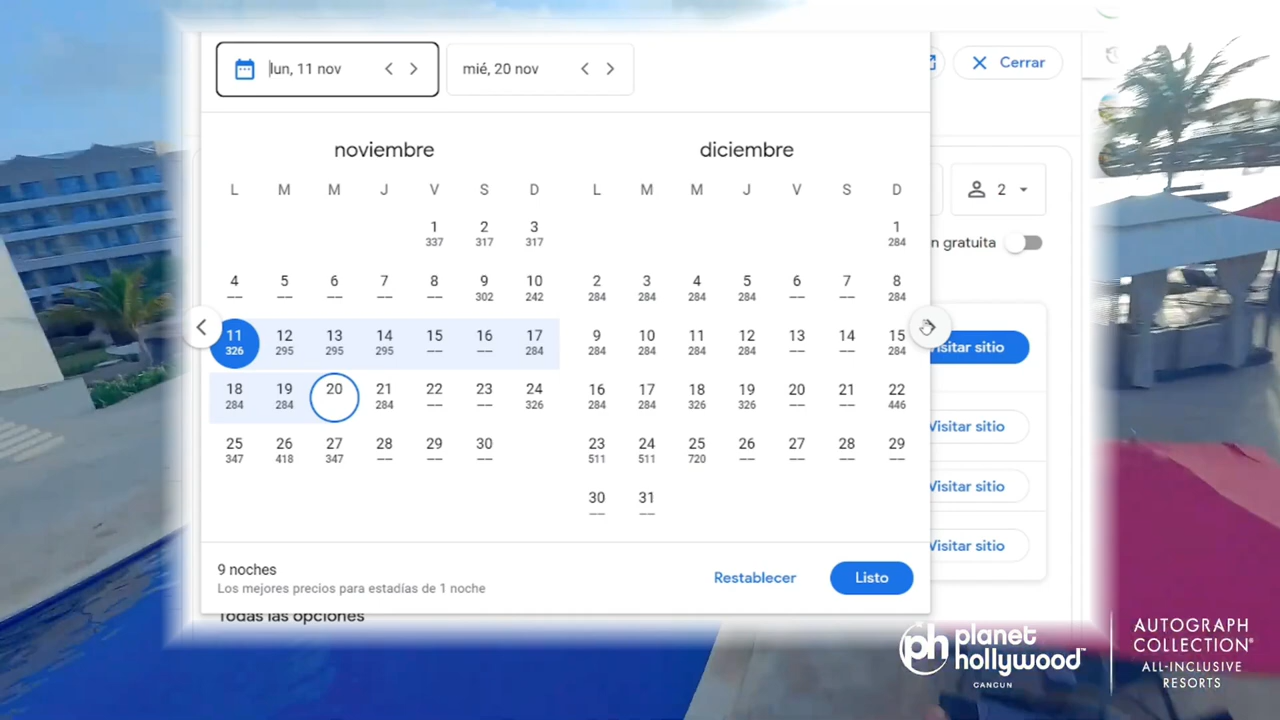 lun, 11 nov
mié, 20 nov
Cerrar
noviembre
diciembre
L M M J V S D
L M M J V S D
1 2 3
337 317 317
1
284
4 5 6 7 8 9 10
–– –– –– –– –– 302 242
2 3 4 5 6 7 8
284 284 284 284 –– –– 284
11 12 13 14 15 16 17
326 295 295 295 –– –– 284
9 10 11 12 13 14 15
284 284 284 284 –– –– 284
18 19 20 21 22 23 24
284 284 284 –– –– 326
16 17 18 19 20 21 22
284 284 326 326 –– –– 446
25 26 27 28 29 30
347 418 347 –– –– ––
23 24 25 26 27 28 29
511 511 720 –– –– –– ––
30 31
–– ––
2
n gratuita
isitar sitio
Visitar sitio
Visitar sitio
Visitar sitio
9 noches
Los mejores precios para estadías de 1 noche
Restablecer
Listo
Todas las opciones
ph planet
hollywood
CANCUN
AUTOGRAPH
COLLECTION®
ALL-INCLUSIVE
RESORTS